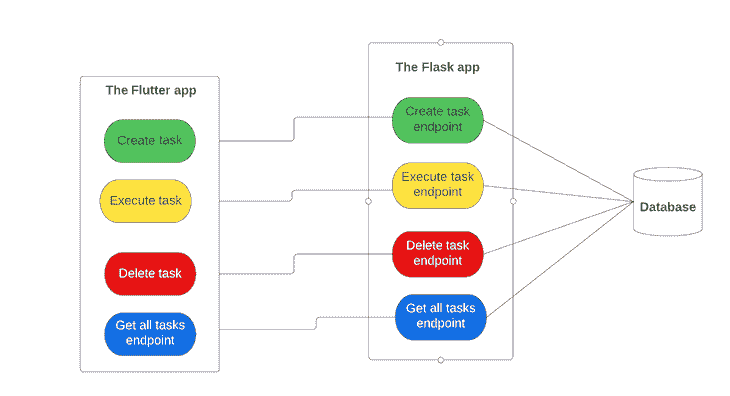 The Flutter app
Create task
Execute task
Delete task
Get all tasks
endpoint
The Flask app
Create task
endpoint
Execute task
endpoint
Delete task
endpoint
Get all tasks
endpoint
Database